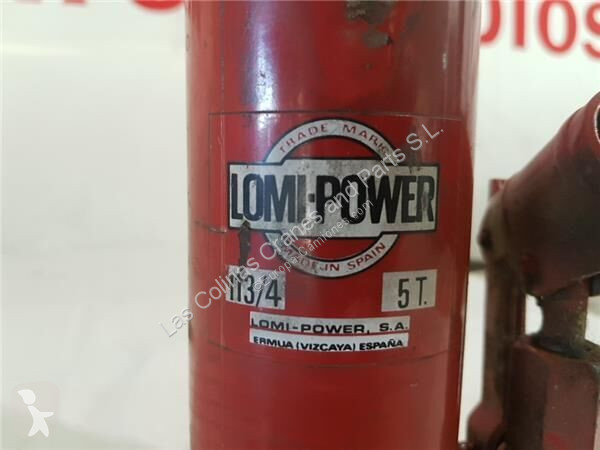 TRADE MARK
LOMI-POWER
MADE IN SPAIN
113/4 5 T.
LOMI-POWER, S.A.
ERMUA (VIZCAYA) ESPAÑA
Las Colinas Cranes and Parts S.L.